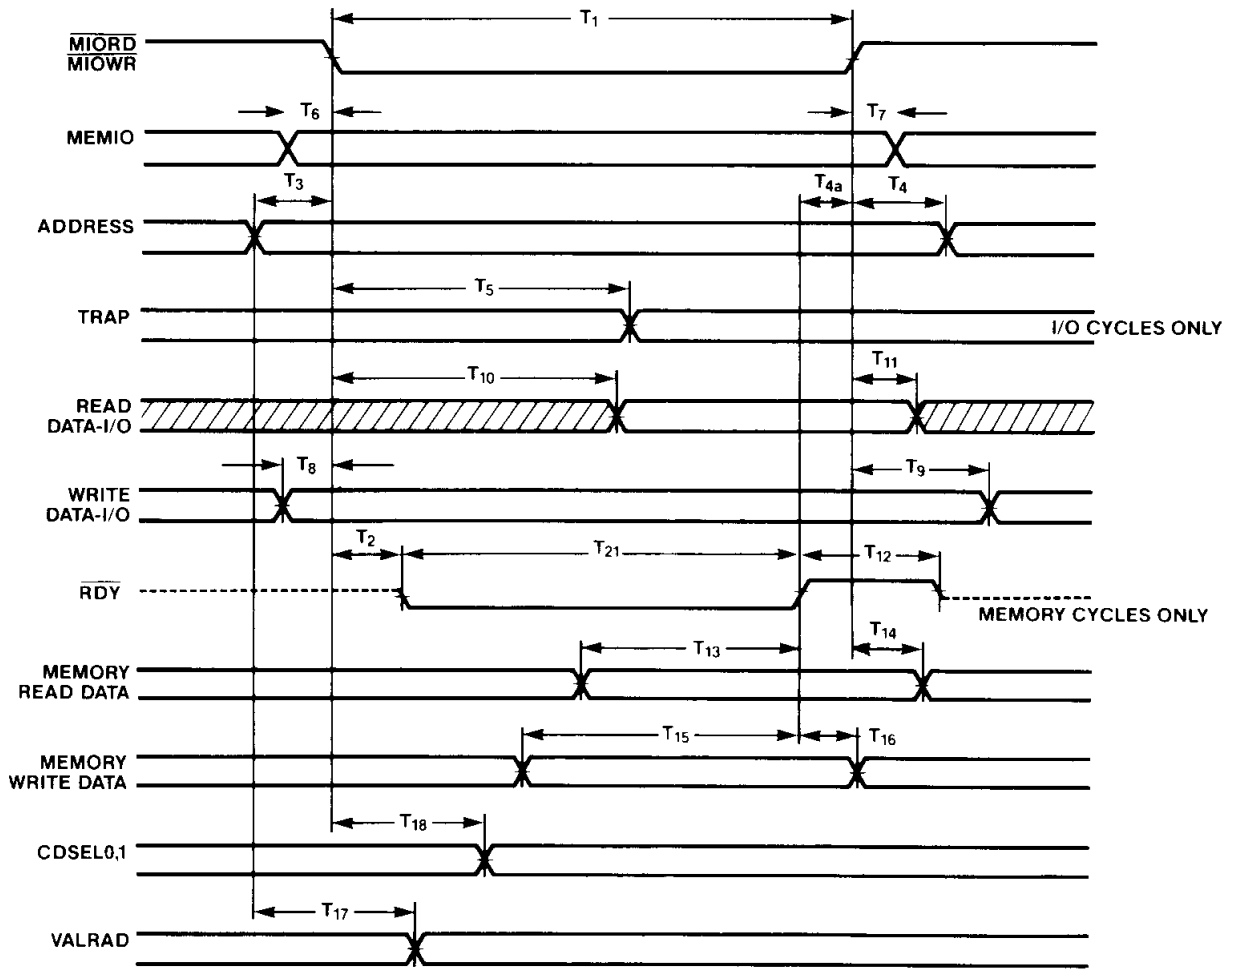 T1
MIORD
MIOWR
T6
T7
MEMIO
T3
T4a
T4
ADDRESS
T5
TRAP
I/O CYCLES ONLY
T10
T11
READ
DATA-I/O
T8
T9
WRITE
DATA-I/O
T2
T21
T12
RDY
MEMORY CYCLES ONLY
T13
T14
MEMORY
READ DATA
T15
T16
MEMORY
WRITE DATA
T18
CDSEL0,1
T17
VALRAD